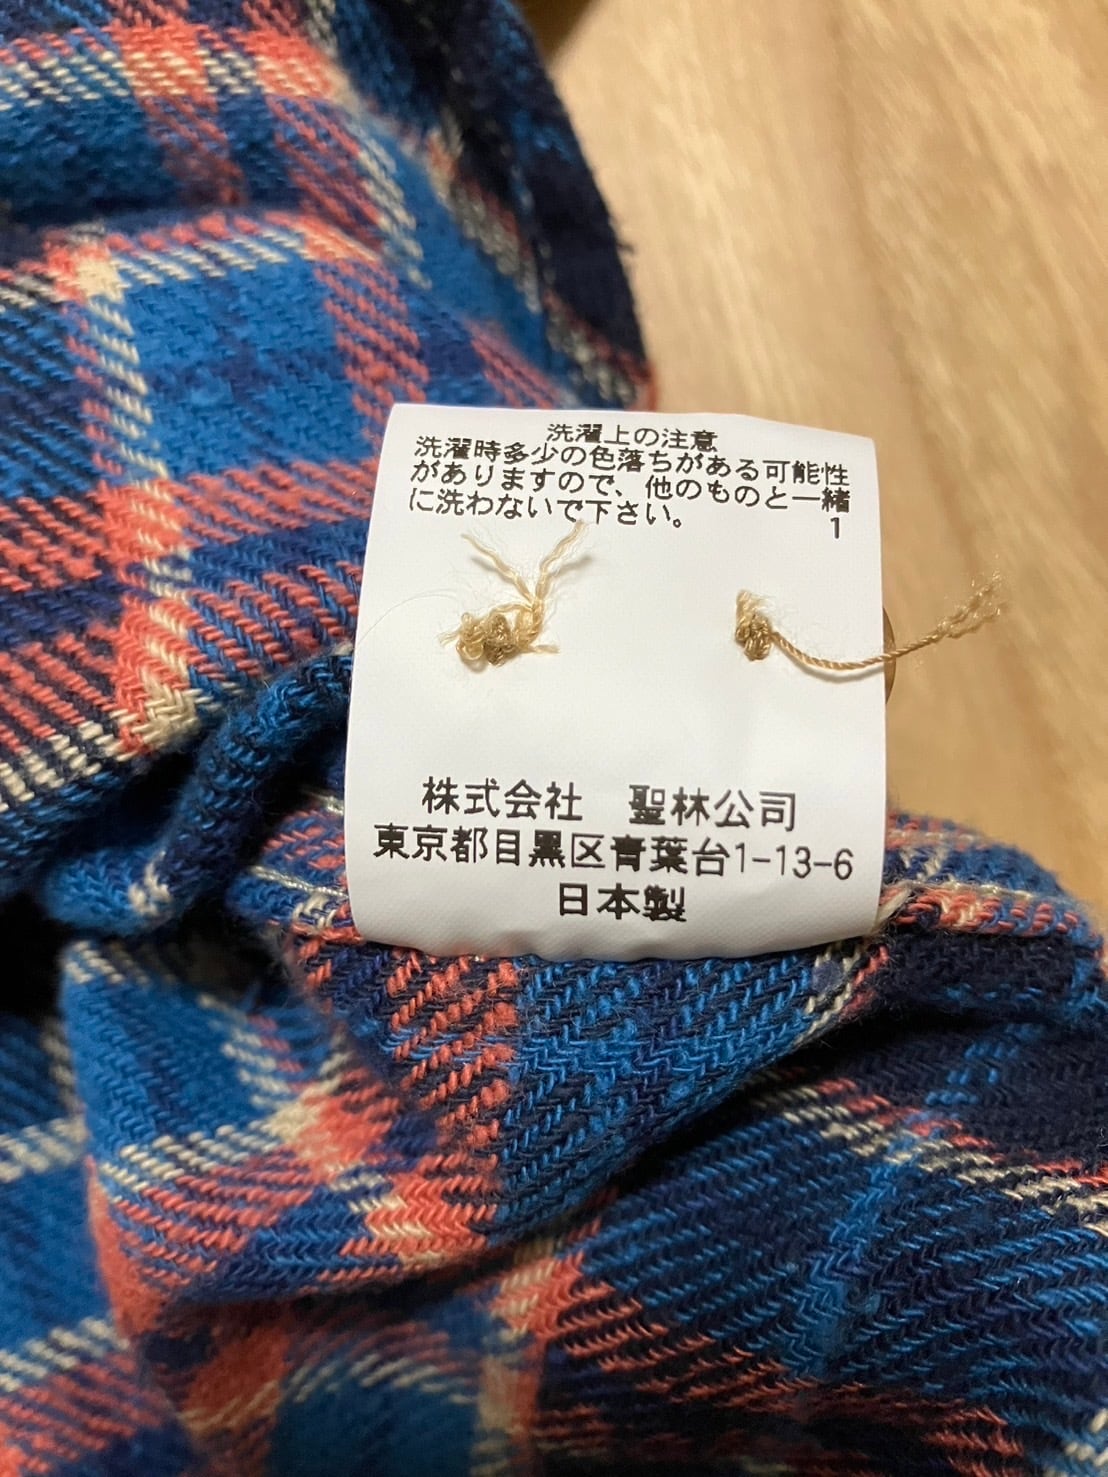 洗濯上の注意
洗濯時多少の色落ちがある可能性
がありますので、他のものと一緒
に洗わないで下さい。
1
株式会社　聖林公司
東京都目黒区青葉台1-13-6
日本製